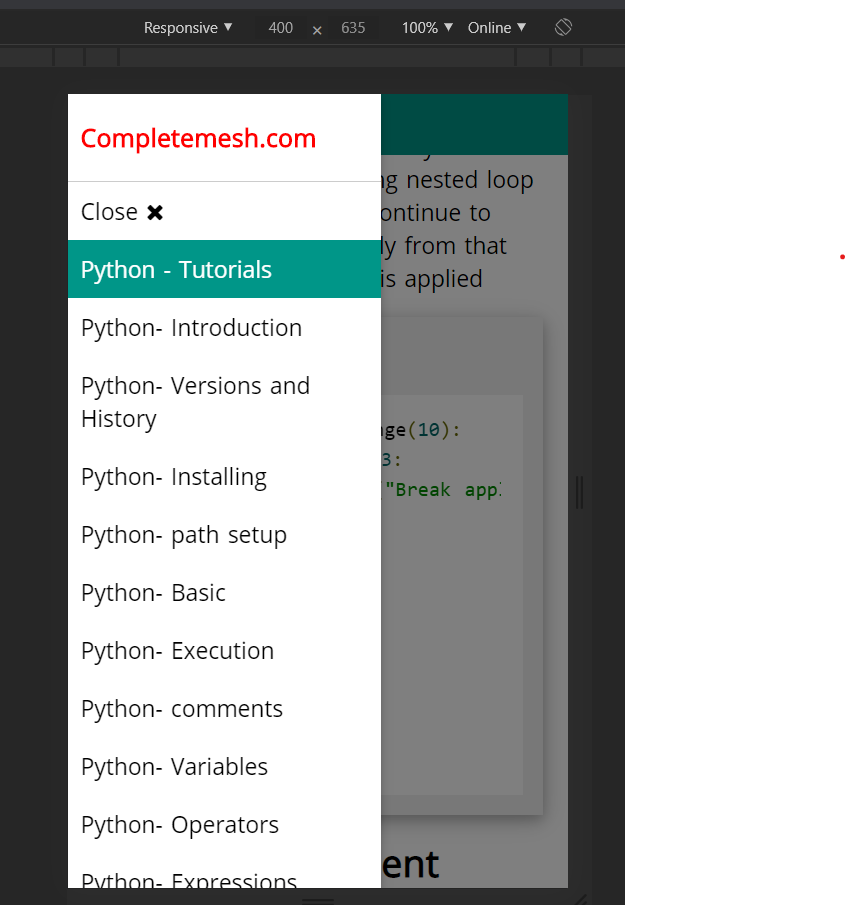 Responsive ▼ 400 × 635 100% ▼ Online ▼
Completemesh.com
Close ✖
Python - Tutorials
Python- Introduction
Python- Versions and
History
Python- Installing
Python- path setup
Python- Basic
Python- Execution
Python- comments
Python- Variables
Python- Operators
Python- Expressions
nested loop
ontinue to
ly from that
is applied
nge(10):
3:
"Break app
ent